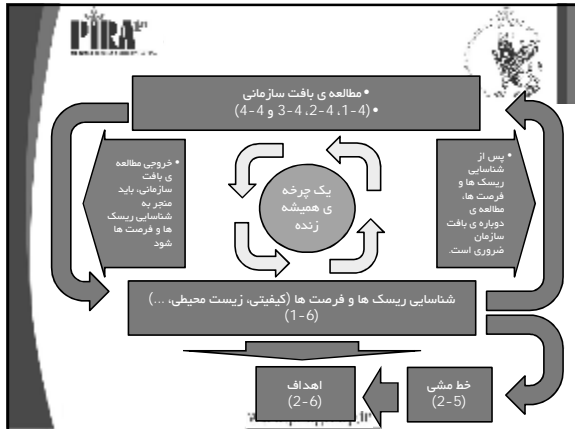 PIRA
• مطالعه ی بافت سازمانی
• (1-4، 2-4، 3-4 و 4-4)
• خروجی مطالعه
ی بافت
سازمانی، باید
منجر به
شناسایی ریسک
ها و فرصت ها
شود
یک چرخه
ی همیشه
زنده
• پس از
شناسایی
ریسک ها و
فرصت ها،
مطالعه ی
دوباره ی بافت
سازمان
ضروری است.
شناسایی ریسک ها و فرصت ها (کیفیتی، زیست محیطی، ...)
(1-6)
اهداف
(2-6)
خط مشی
(2-5)